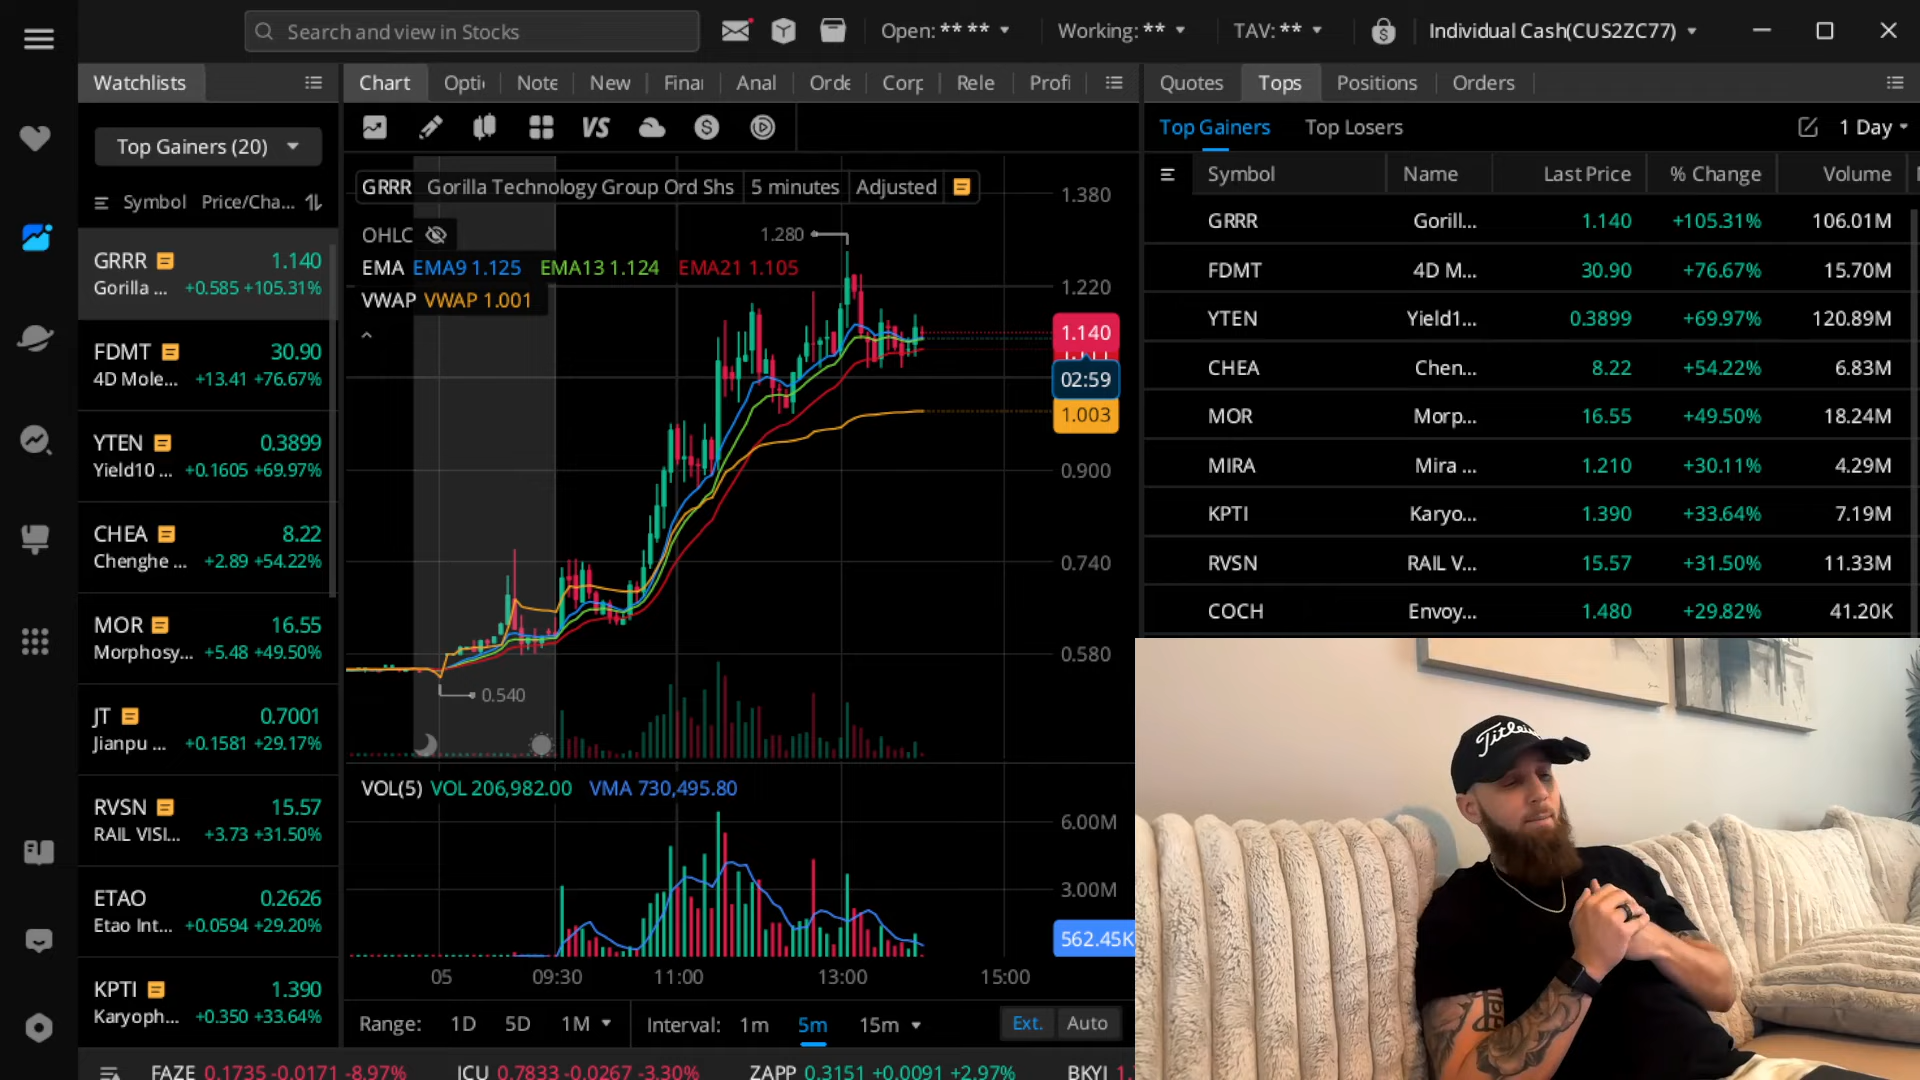 Search and view in Stocks
Open: ** **
Working: **
TAV: **
Individual Cash(CUS2ZC77)
Watchlists
Top Gainers (20)
Symbol Price/Cha...
GRRR 1.140
Gorilla ... +0.585 +105.31%
FDMT 30.90
4D Mole... +13.41 +76.67%
YTEN 0.3899
Yield10 ... +0.1605 +69.97%
CHEA 8.22
Chenghe ... +2.89 +54.22%
MOR 16.55
Morphosy... +5.48 +49.50%
JT 0.7001
Jianpu ... +0.1581 +29.17%
RVSN 15.57
RAIL VISI... +3.73 +31.50%
ETAO 0.2626
Etao Int... +0.0594 +29.20%
KPTI 1.390
Karyoph... +0.350 +33.64%
Chart Opti Note New Finar Anal Orde Corp Rele Profi
VS
GRRR Gorilla Technology Group Ord Shs 5 minutes Adjusted
OHLC
EMA EMA9 1.125 EMA13 1.124 EMA21 1.105
VWAP VWAP 1.001
1.280
0.540
1.380
1.220
1.140
02:59
1.003
0.900
0.740
0.580
VOL(5) VOL 206,982.00 VMA 730,495.80
6.00M
3.00M
562.45K
05 09:30 11:00 13:00 15:00
Range: 1D 5D 1M Interval: 1m 5m 15m Ext. Auto
Quotes Tops Positions Orders
Top Gainers Top Losers 1 Day
Symbol Name Last Price % Change Volume
GRRR Gorill... 1.140 +105.31% 106.01M
FDMT 4D M... 30.90 +76.67% 15.70M
YTEN Yield1... 0.3899 +69.97% 120.89M
CHEA Chen... 8.22 +54.22% 6.83M
MOR Morp... 16.55 +49.50% 18.24M
MIRA Mira ... 1.210 +30.11% 4.29M
KPTI Karyo... 1.390 +33.64% 7.19M
RVSN RAIL V... 15.57 +31.50% 11.33M
COCH Envoy... 1.480 +29.82% 41.20K
Titleist
FAZE 0.1735 -0.0171 -8.97% ICU 0.7833 -0.0267 -3.30% ZAPP 0.3151 +0.0091 +2.97% BKYI 1.